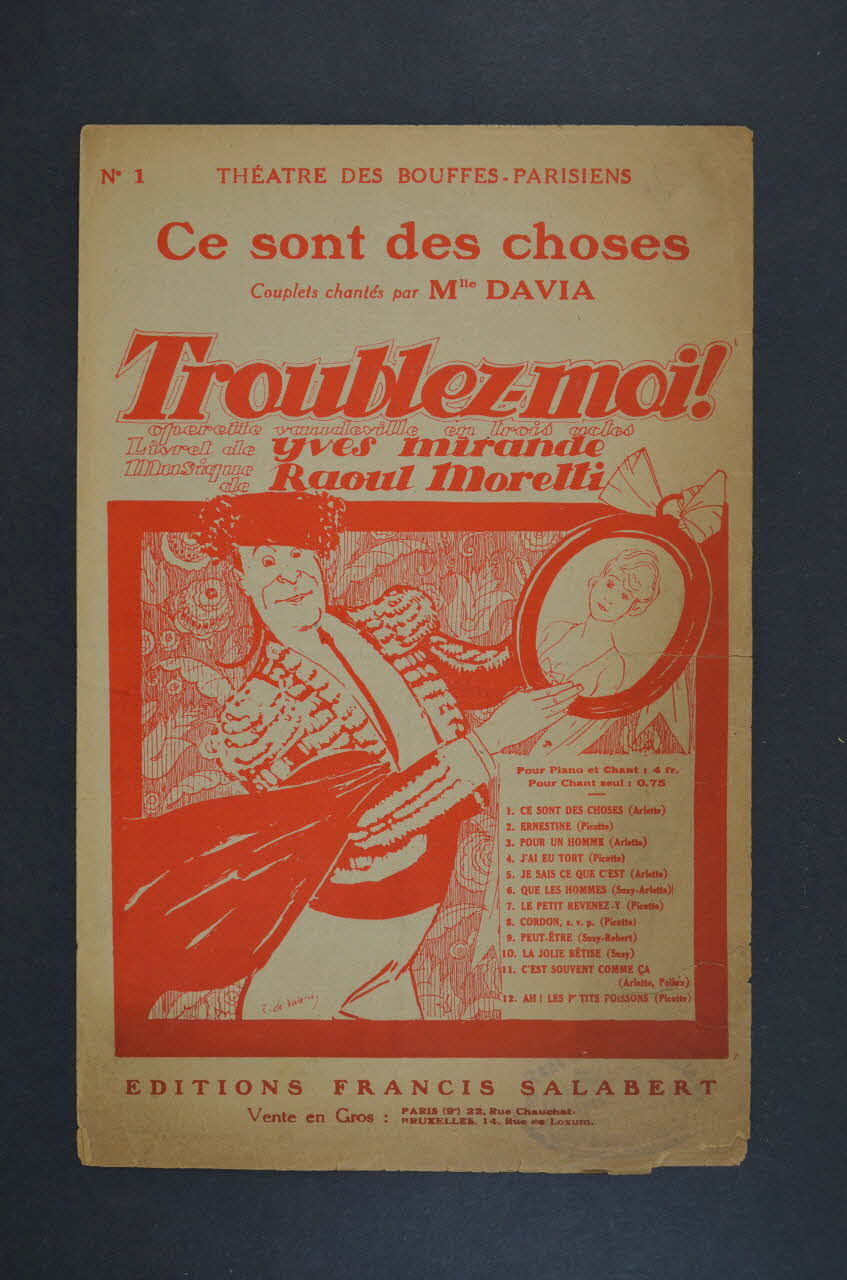 N° 1 THÉATRE DES BOUFFES-PARISIENS
Ce sont des choses
Couplets chantés par Mlle DAVIA
Troublez-moi!
operette vaudeville en trois actes
Livret de yves mirande
Musique de Raoul Moretti
Pour Piano et Chant : 4 fr.
Pour Chant seul : 0.75
1. CE SONT DES CHOSES (Arlette)
2. ERNESTINE (Picotte)
3. POUR UN HOMME (Arlette)
4. J'AI EU TORT (Picotte)
5. JE SAIS CE QUE C'EST (Arlette)
6. QUE LES HOMMES (Suzy-Arlette)
7. LE PETIT REVENEZ-Y (Picotte)
8. CORDON, s. v. p. (Picotte)
9. PEUT-ÊTRE (Suzy-Robert)
10. LA JOLIE BÊTISE (Suzy)
11. C'EST SOUVENT COMME ÇA
(Arlette, Pollux)
12. AH ! LES P'TITS POISSONS (Picotte)
EDITIONS FRANCIS SALABERT
Vente en Gros : PARIS (9e) 22, Rue Chauchat.
BRUXELLES, 14, Rue de Loxum.